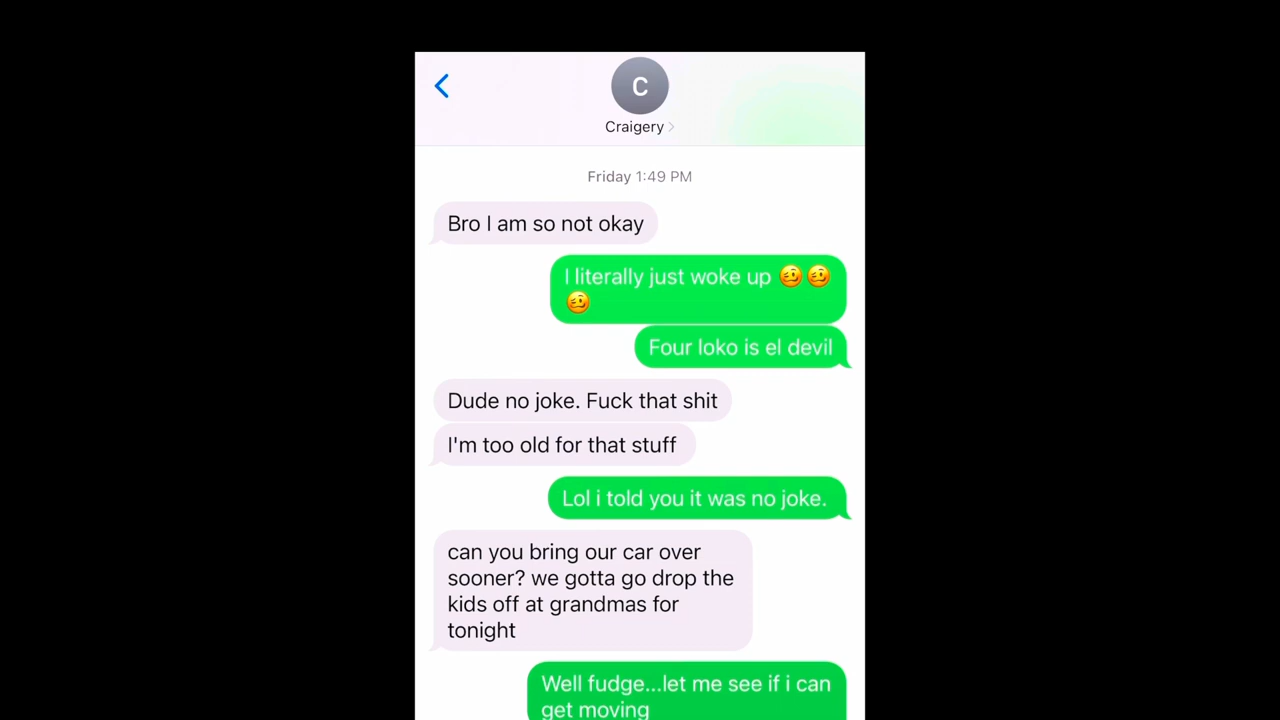 C
Craigery
Friday 1:49 PM
Bro I am so not okay
I literally just woke up 🥴🥴
🥴
Four loko is el devil
Dude no joke. Fuck that shit
I'm too old for that stuff
Lol i told you it was no joke.
can you bring our car over
sooner? we gotta go drop the
kids off at grandmas for
tonight
Well fudge...let me see if i can
get moving